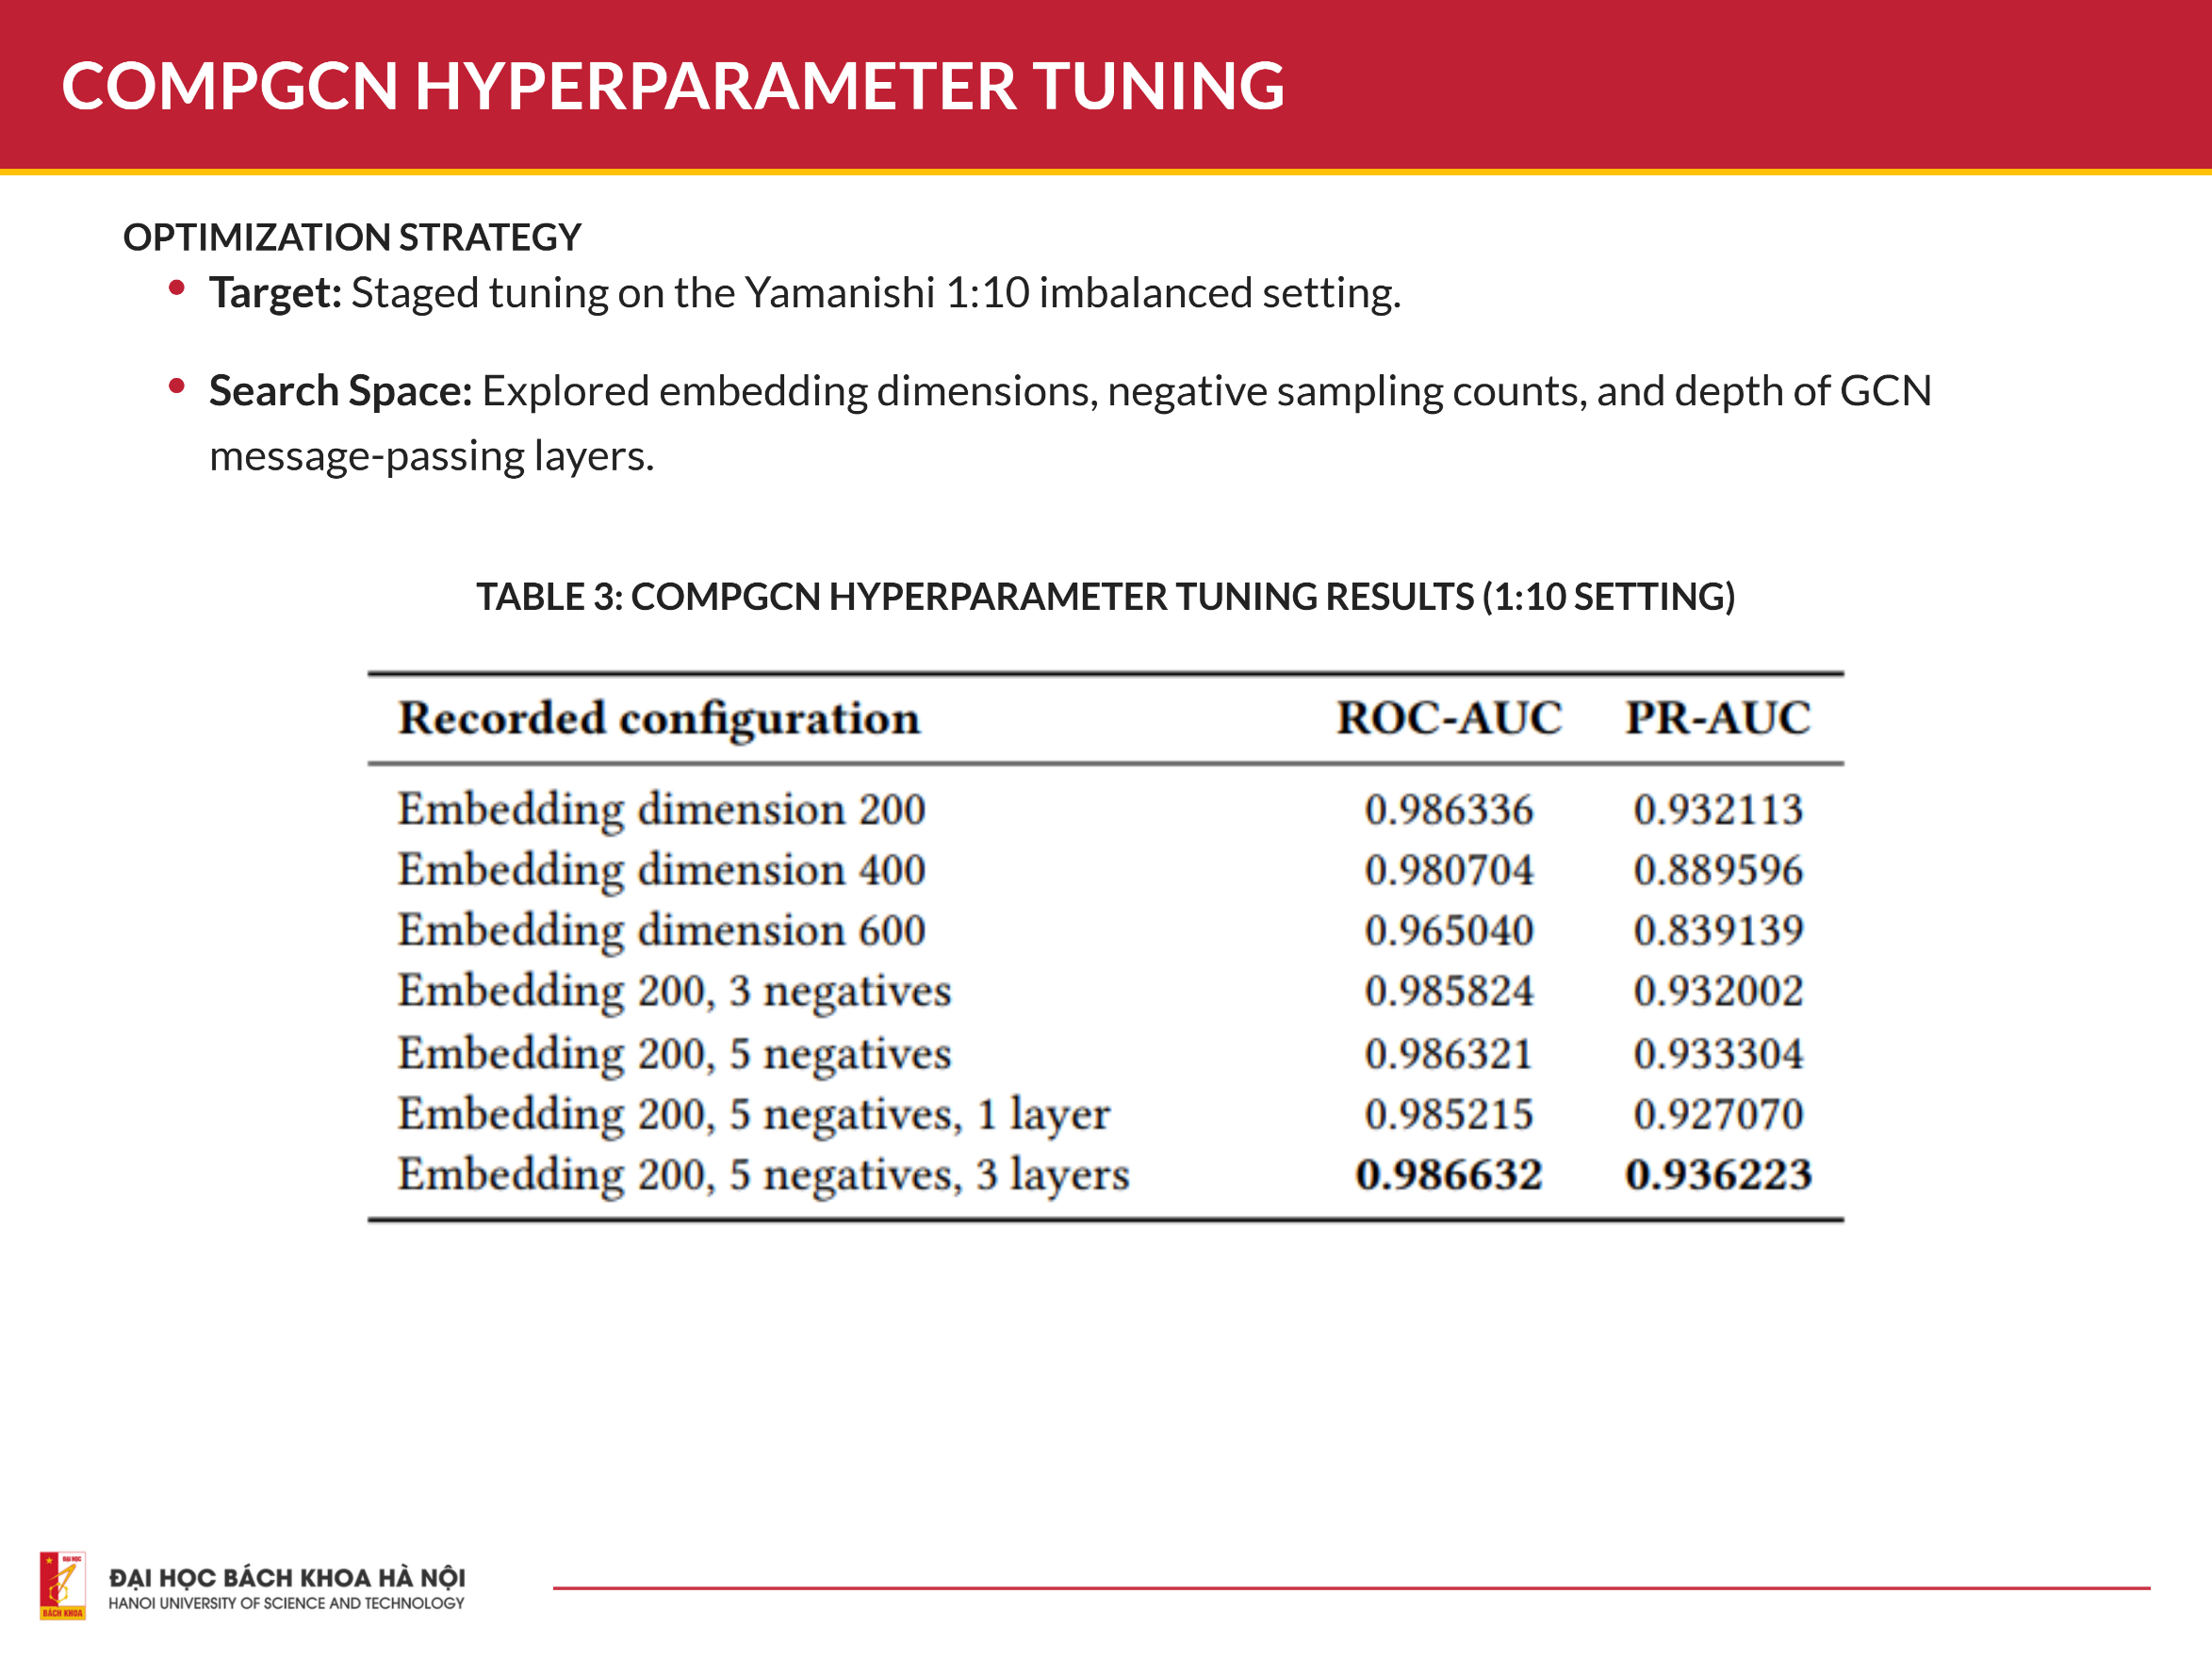 COMPGCN HYPERPARAMETER TUNING
OPTIMIZATION STRATEGY
• Target: Staged tuning on the Yamanishi 1:10 imbalanced setting.
• Search Space: Explored embedding dimensions, negative sampling counts, and depth of GCN
message-passing layers.
TABLE 3: COMPGCN HYPERPARAMETER TUNING RESULTS (1:10 SETTING)
Recorded configuration ROC-AUC PR-AUC
Embedding dimension 200 0.986336 0.932113
Embedding dimension 400 0.980704 0.889596
Embedding dimension 600 0.965040 0.839139
Embedding 200, 3 negatives 0.985824 0.932002
Embedding 200, 5 negatives 0.986321 0.933304
Embedding 200, 5 negatives, 1 layer 0.985215 0.927070
Embedding 200, 5 negatives, 3 layers 0.986632 0.936223
ĐẠI HỌC
BÁCH KHOA
ĐẠI HỌC BÁCH KHOA HÀ NỘI
HANOI UNIVERSITY OF SCIENCE AND TECHNOLOGY